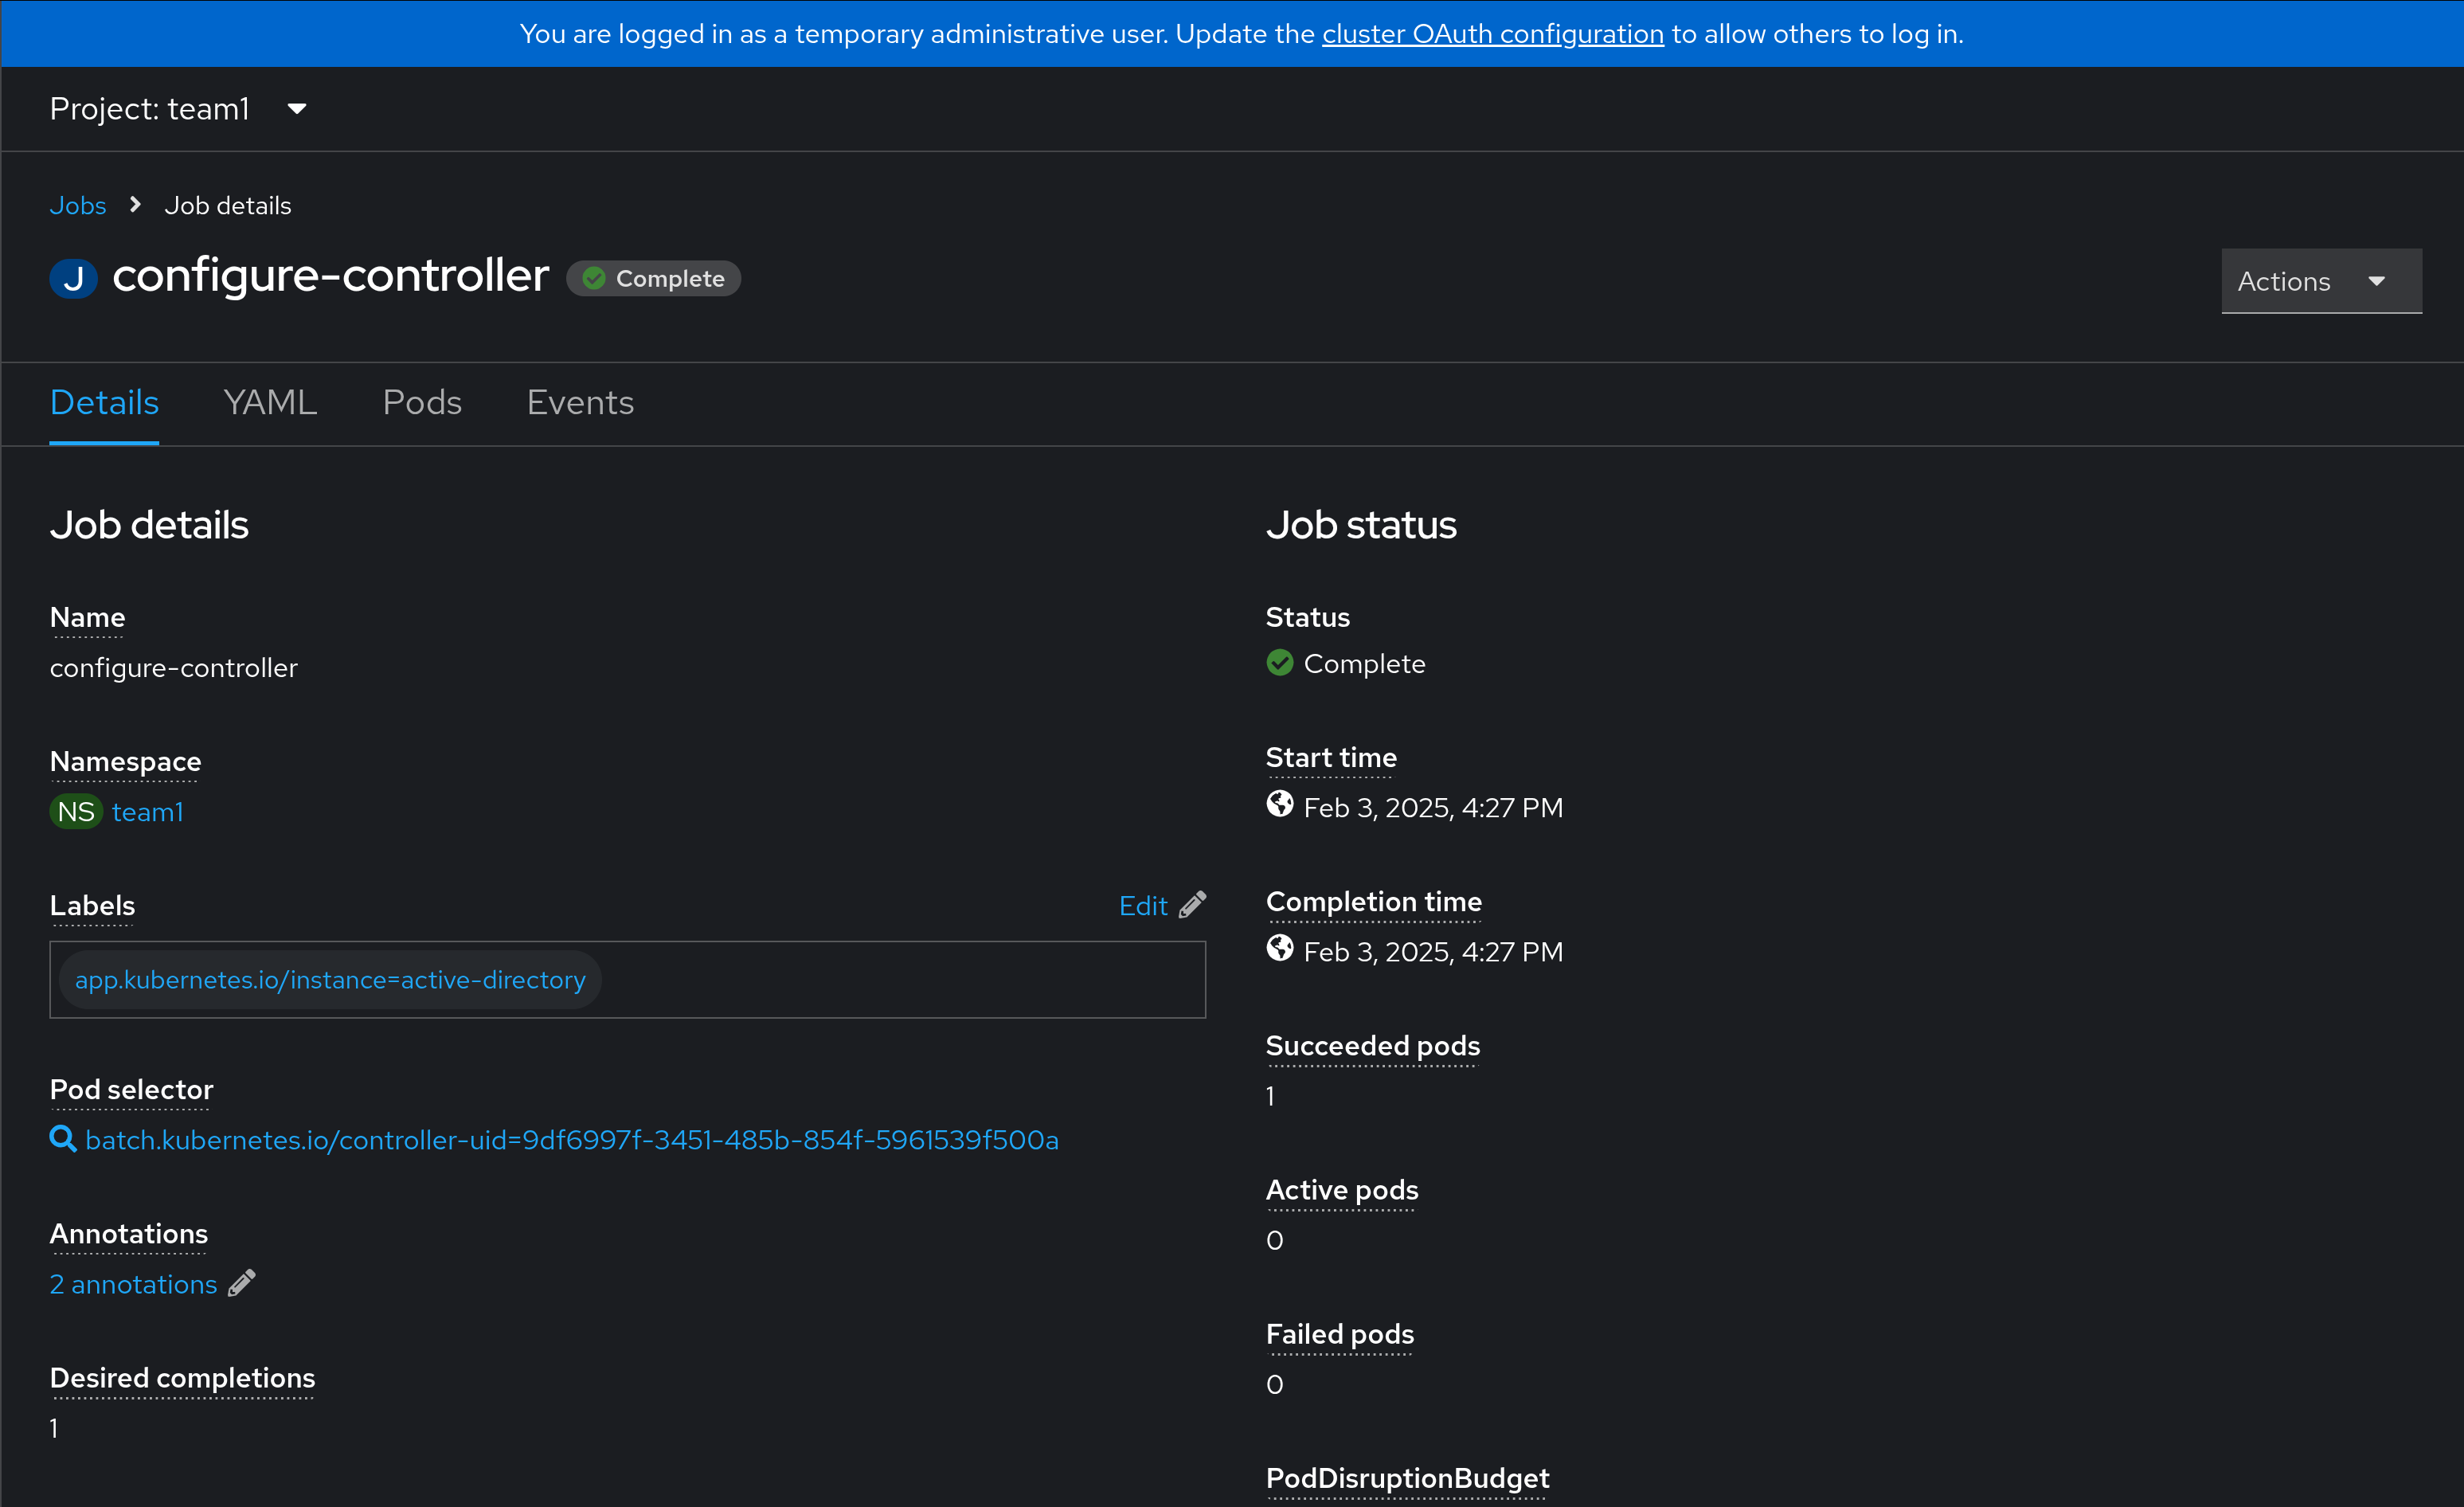 You are logged in as a temporary administrative user. Update the cluster OAuth configuration to allow others to log in.
Project: team1
Jobs > Job details
J configure-controller Complete
Actions
Details YAML Pods Events
Job details
Name
configure-controller
Namespace
NS team1
Labels
Edit
app.kubernetes.io/instance=active-directory
Pod selector
batch.kubernetes.io/controller-uid=9df6997f-3451-485b-854f-5961539f500a
Annotations
2 annotations
Desired completions
1
Job status
Status
Complete
Start time
Feb 3, 2025, 4:27 PM
Completion time
Feb 3, 2025, 4:27 PM
Succeeded pods
1
Active pods
0
Failed pods
0
PodDisruptionBudget